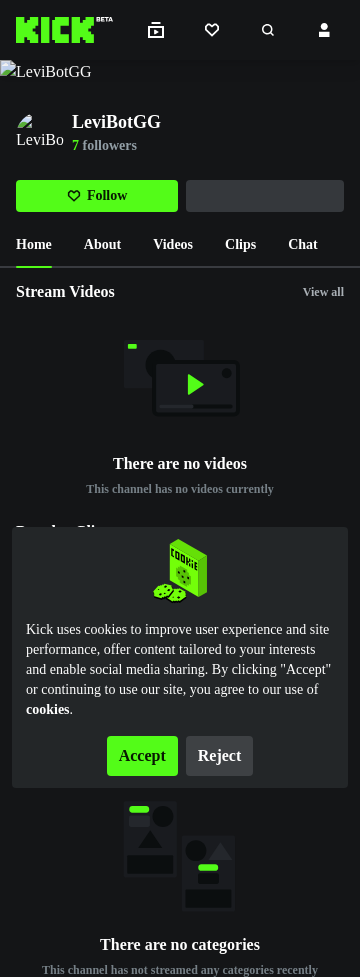 KICK BETA
LeviBotGG
LeviBo
LeviBotGG
7 followers
Follow
Home About Videos Clips Chat
Stream Videos View all
There are no videos
This channel has no videos currently
COOKIE
Kick uses cookies to improve user experience and site
performance, offer content tailored to your interests
and enable social media sharing. By clicking "Accept"
or continuing to use our site, you agree to our use of
cookies.
Accept Reject
There are no categories
This channel has not streamed any categories recently